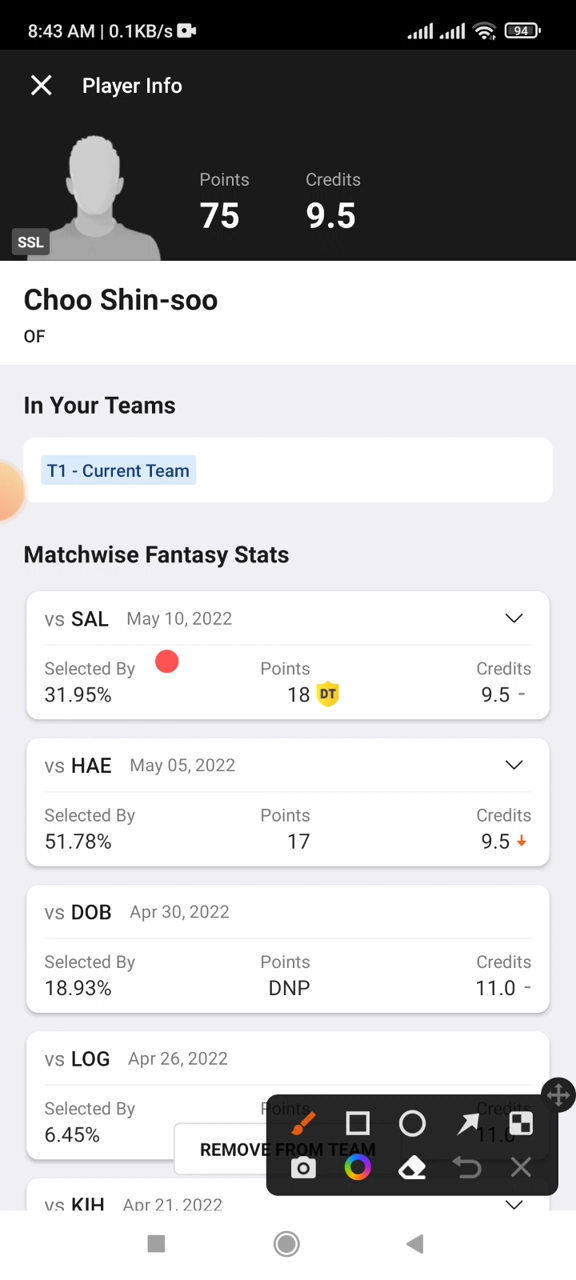 8:43 AM | 0.1KB/s 94
Player Info
Points Credits
75 9.5
SSL
Choo Shin-soo
OF
In Your Teams
T1 - Current Team
Matchwise Fantasy Stats
vs SAL May 10, 2022
Selected By Points Credits
31.95% 18 DT 9.5 -
vs HAE May 05, 2022
Selected By Points Credits
51.78% 17 9.5
vs DOB Apr 30, 2022
Selected By Points Credits
18.93% DNP 11.0 -
vs LOG Apr 26, 2022
Selected By Points Credits
6.45% 11.0
REMOVE FROM TEAM
vs KIH Apr 21, 2022